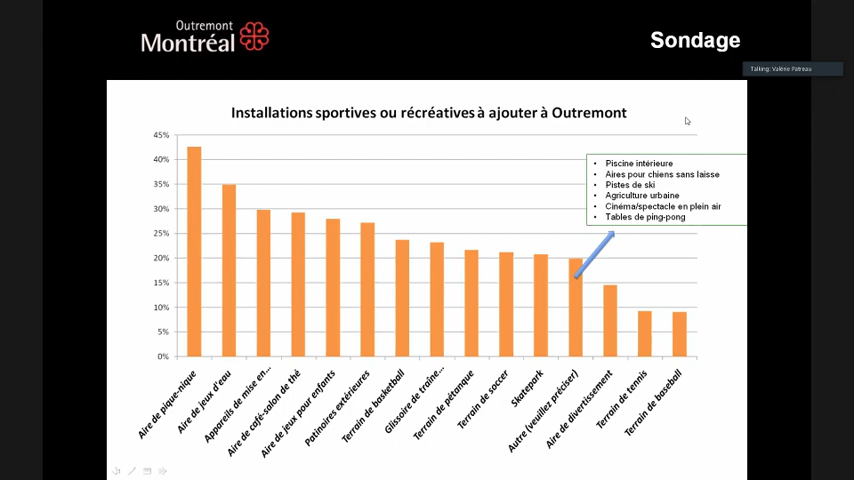 Outremont
Montréal
Sondage
Talking: Valérie Patreau
Installations sportives ou récréatives à ajouter à Outremont
45%
40%
35%
30%
25%
20%
15%
10%
5%
0%
• Piscine intérieure
• Aires pour chiens sans laisse
• Pistes de ski
• Agriculture urbaine
• Cinéma/spectacle en plein air
• Tables de ping-pong
Aire de pique-nique
Aire de jeux d'eau
Appareils de mise en...
Aire de café-salon de thé
Aire de jeux pour enfants
Patinoires extérieures
Terrain de basketball
Glissoire de traîne...
Terrain de pétanque
Terrain de soccer
Skatepark
Autre (veuillez préciser)
Aire de divertissement
Terrain de tennis
Terrain de baseball